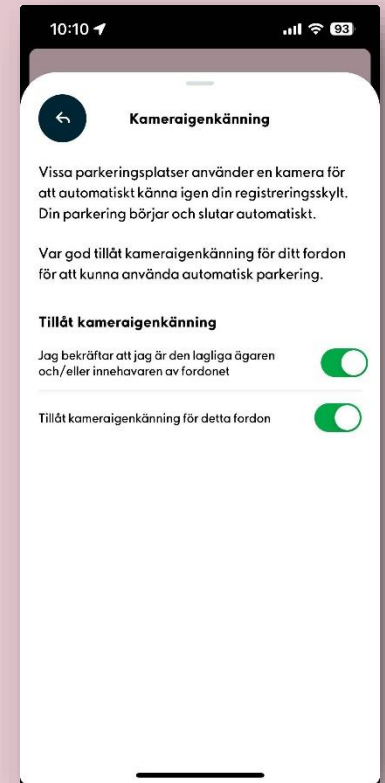 10:10
93
Kameraigenkänning
Vissa parkeringsplatser använder en kamera för
att automatiskt känna igen din registreringsskylt.
Din parkering börjar och slutar automatiskt.
Var god tillåt kameraigenkänning för ditt fordon
för att kunna använda automatisk parkering.
Tillåt kameraigenkänning
Jag bekräftar att jag är den lagliga ägaren
och/eller innehavaren av fordonet
Tillåt kameraigenkänning för detta fordon